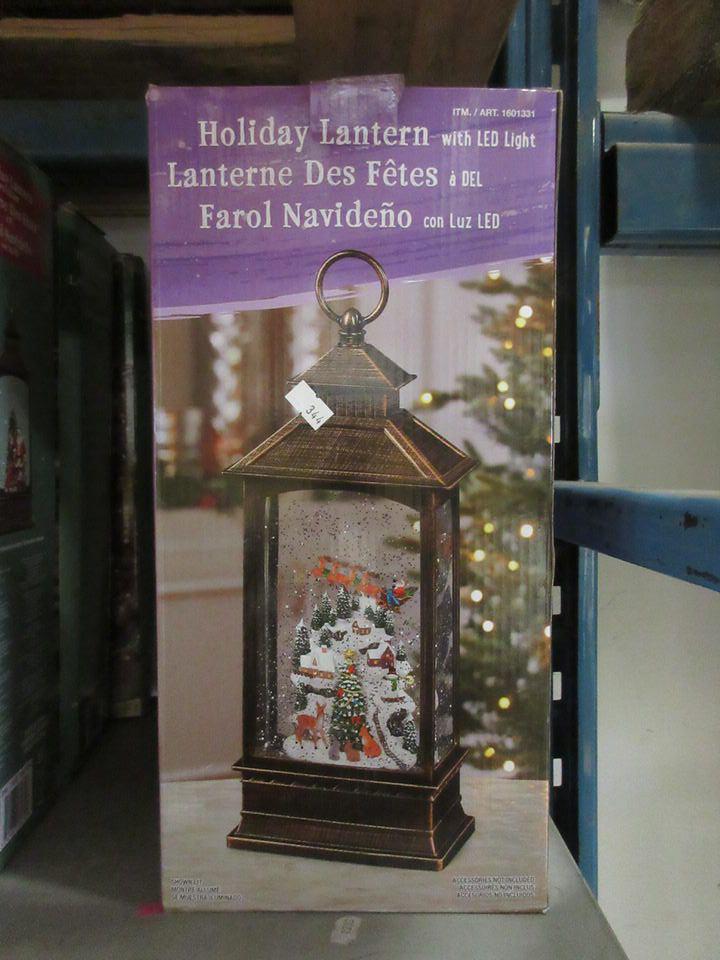 ITM. / ART. 1601331
Holiday Lantern with LED Light
Lanterne Des Fêtes à DEL
Farol Navideño con Luz LED
344
SHOWN LIT
MONTRÉ ALLUMÉ
SE MUESTRA ILUMINADO
ACCESSORIES NOT INCLUDED
ACCESSOIRES NON INCLUS
ACCESORIOS NO INCLUIDOS